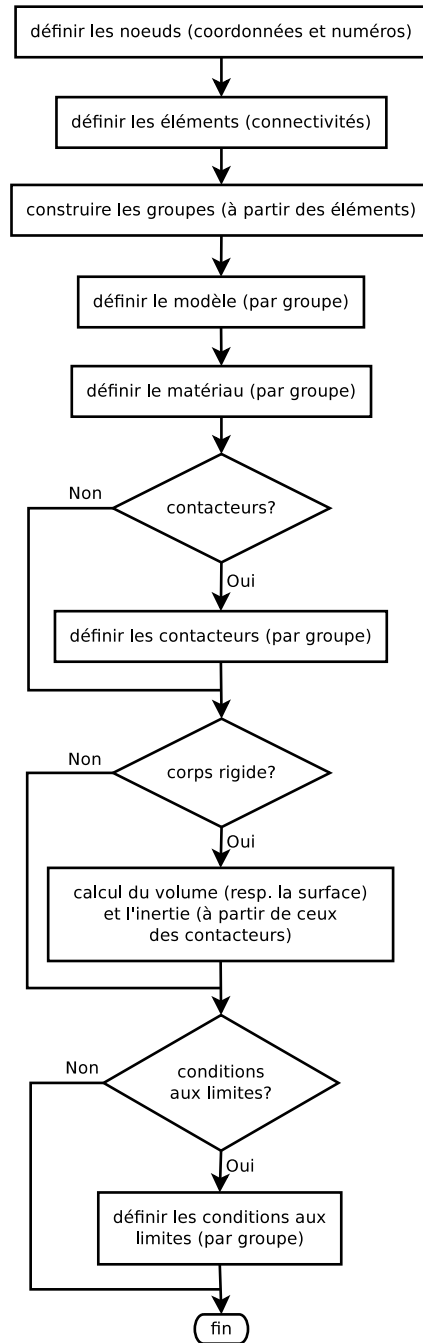 définir les noeuds (coordonnées et numéros)
définir les éléments (connectivités)
construire les groupes (à partir des éléments)
définir le modèle (par groupe)
définir le matériau (par groupe)
Non
contacteurs?
Oui
définir les contacteurs (par groupe)
Non
corps rigide?
Oui
calcul du volume (resp. la surface)
et l'inertie (à partir de ceux
des contacteurs)
Non
conditions
aux limites?
Oui
définir les conditions aux
limites (par groupe)
fin